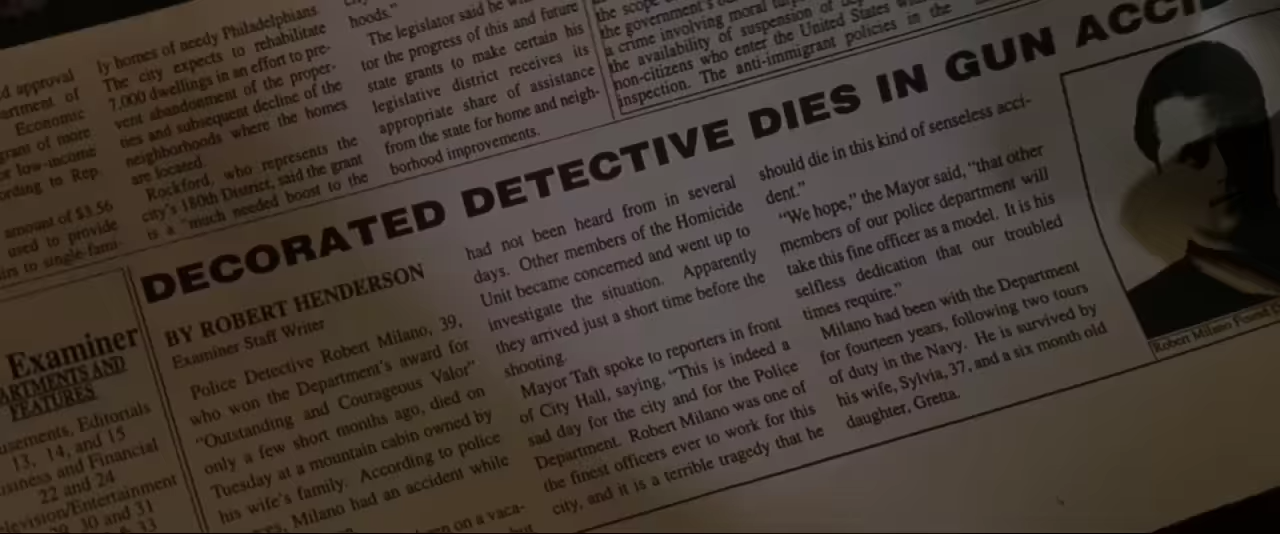 d approval
artment of
Economic
gram of more
or low-income
ording to Rep.
amount of $3.56
used to provide
to single-fami-
ly homes of needy Philadelphians
The city expects to rehabilitate
7,000 dwellings in an effort to pre-
vent abandonment of the proper-
ties and subsequent decline of the
neighborhoods where the homes
are located.
Rockford, who represents the
city's 180th District, said the grant
is a "much needed boost to the
hoods."
The legislator said he
tor the progress of this and future
state grants to make certain his
legislative district receives its
appropriate share of assistance
from the state for home and neigh-
borhood improvements.
the scope
the government's
a crime involving moral
the availability of suspension of
non-citizens who enter the United States
inspection. The anti-immigrant policies in the
DECORATED DETECTIVE DIES IN GUN ACCI
BY ROBERT HENDERSON
Examiner Staff Writer
Police Detective Robert Milano, 39,
who won the Department's award for
"Outstanding and Courageous Valor"
only a few short months ago, died on
Tuesday at a mountain cabin owned by
his wife's family. According to police
Milano had an accident while
on a vaca-
but
had not been heard from in several
days. Other members of the Homicide
Unit became concerned and went up to
investigate the situation. Apparently
they arrived just a short time before the
shooting.
Mayor Taft spoke to reporters in front
of City Hall, saying, "This is indeed a
sad day for the city and for the Police
Department. Robert Milano was one of
the finest officers ever to work for this
city, and it is a terrible tragedy that he
should die in this kind of senseless acci-
dent."
"We hope," the Mayor said, "that other
members of our police department will
take this fine officer as a model. It is his
selfless dedication that our troubled
times require."
Milano had been with the Department
for fourteen years, following two tours
of duty in the Navy. He is survived by
his wife, Sylvia, 37, and a six month old
daughter, Gretta.
Robert Milano Found
Examiner
ARTMENTS AND
FEATURES
usements, Editorials
13, 14, and 15
usiness and Financial
22 and 24
elevision/Entertainment
30 and 31
33